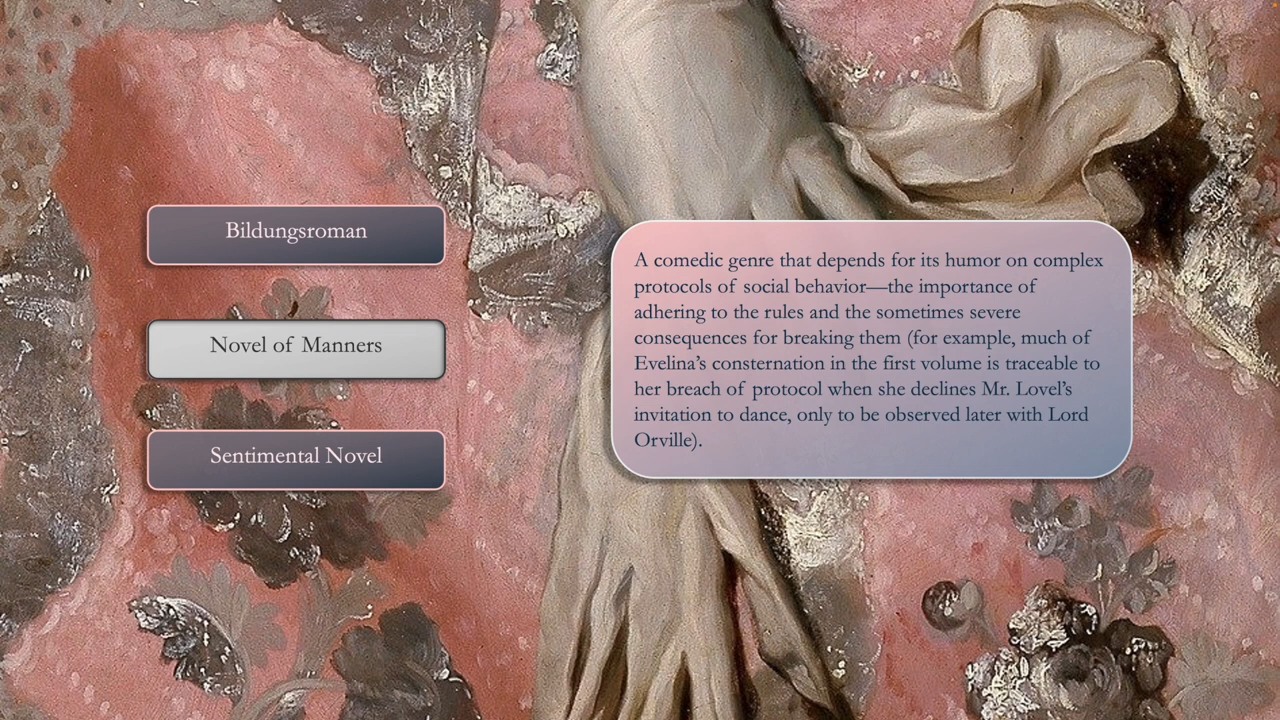 Bildungsroman
Novel of Manners
Sentimental Novel
A comedic genre that depends for its humor on complex
protocols of social behavior—the importance of
adhering to the rules and the sometimes severe
consequences for breaking them (for example, much of
Evelina’s consternation in the first volume is traceable to
her breach of protocol when she declines Mr. Lovel’s
invitation to dance, only to be observed later with Lord
Orville).